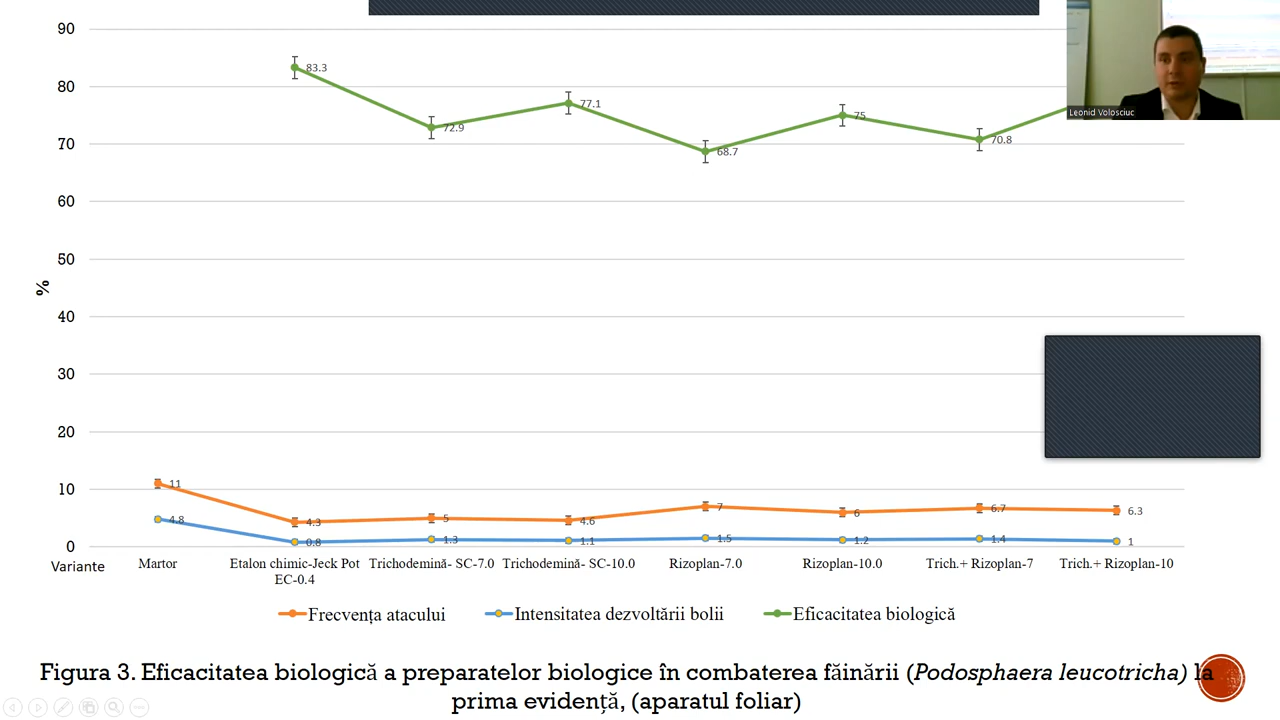 90
83.3
80
77.1
72.9
75
70.8
70
68.7
Leonid Volosciuc
60
50
%
40
30
20
10
11
4.8
4.3
0.8
5
1.3
4.6
1.1
7
1.5
6
1.2
6.7
1.4
6.3
1
0
Variante
Martor
Etalon chimic-Jeck Pot
EC-0.4
Trichodemină- SC-7.0
Trichodemină- SC-10.0
Rizoplan-7.0
Rizoplan-10.0
Trich.+ Rizoplan-7
Trich.+ Rizoplan-10
Frecvența atacului
Intensitatea dezvoltării bolii
Eficacitatea biologică
Figura 3. Eficacitatea biologică a preparatelor biologice în combaterea făinării (Podosphaera leucotricha) la
prima evidență, (aparatul foliar)